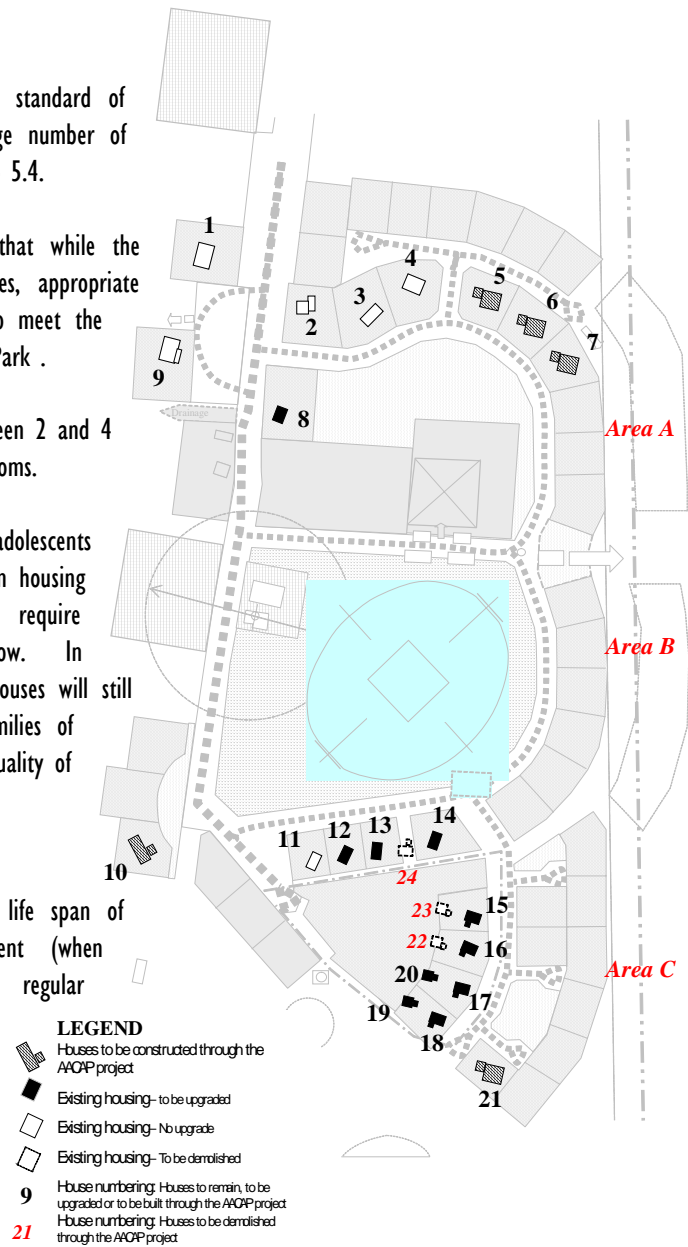 standard of
ge number of
5.4.
that while the
es, appropriate
o meet the
Park .
een 2 and 4
oms.
adolescents
n housing
require
ow. In
ouses will still
milies of
uality of
life span of
ent (when
regular
1
2
3
4
5
6
7
9
8
Drainage
Area A
Area B
10
11
12
13
14
24
23
15
22
16
20
17
19
18
Area C
21
LEGEND
Houses to be constructed through the
AACAP project
Existing housing– to be upgraded
Existing housing– No upgrade
Existing housing– To be demolished
9
House numbering: Houses to remain, to be
upgraded or to be built through the AACAP project
21
House numbering: Houses to be demolished
through the AACAP project